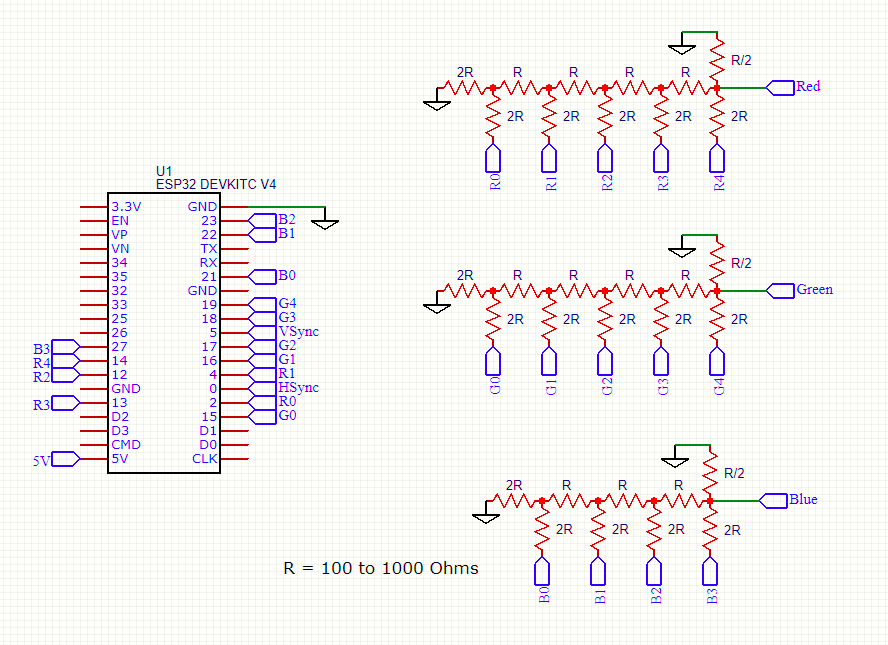 R/2
2R R R R R
Red
2R 2R 2R 2R 2R
R0 R1 R2 R3 R4
U1
ESP32 DEVKITC V4
3.3V GND
EN 23 B2
VP 22 B1
VN TX
34 RX
35 21 B0
32 GND
33 19 G4
25 18 G3
26 5 VSync
B3 27 17 G2
R4 14 16 G1
R2 12 4 R1
GND 0 HSync
R3 13 2 R0
D2 15 G0
D3 D1
CMD D0
5V 5V CLK
R/2
2R R R R R
Green
2R 2R 2R 2R 2R
G0 G1 G2 G3 G4
R/2
2R R R R
Blue
2R 2R 2R 2R
B0 B1 B2 B3
R = 100 to 1000 Ohms